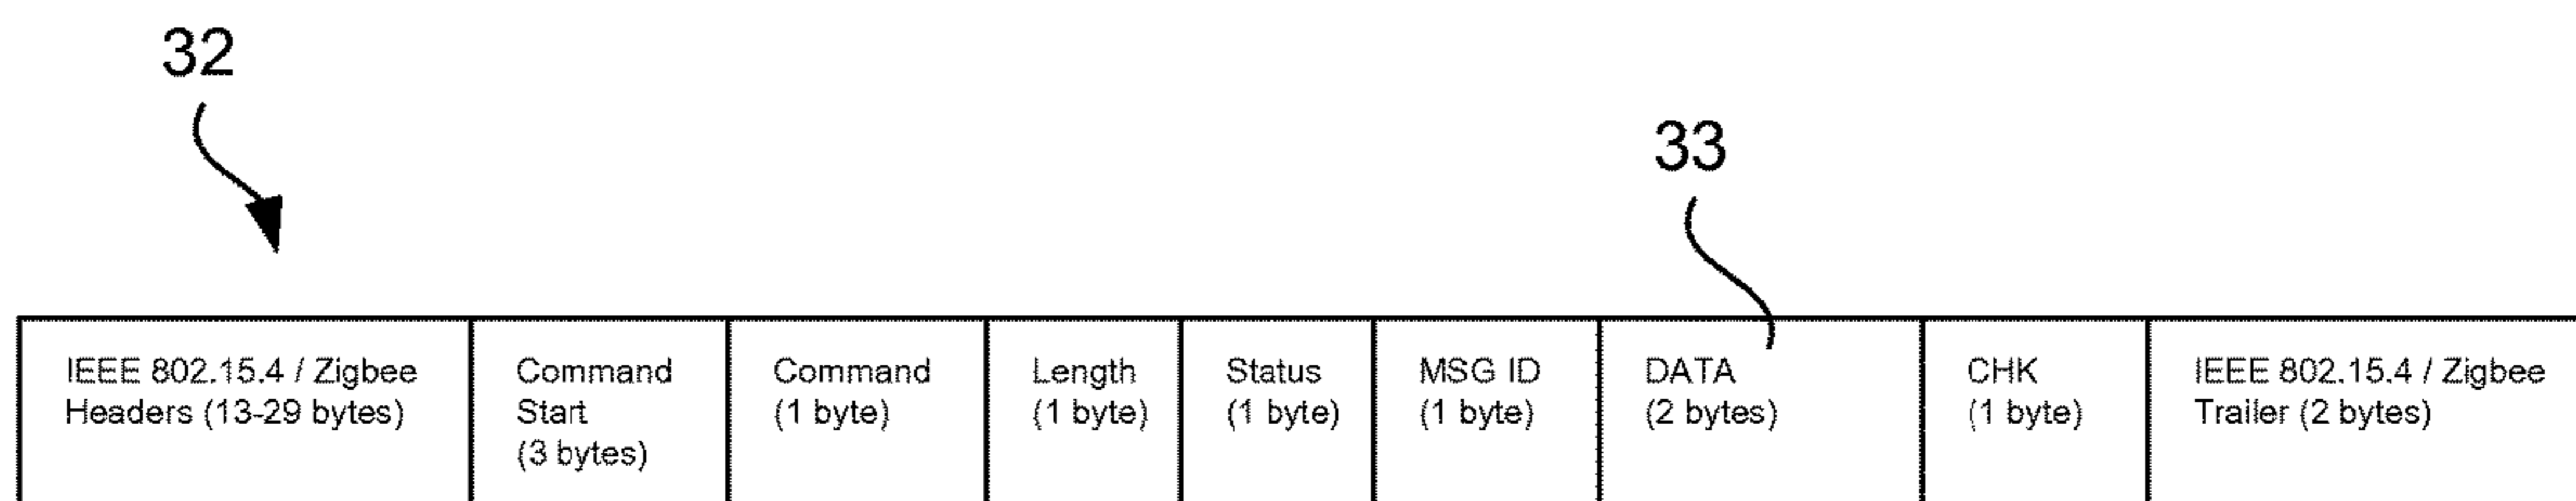 32
33
IEEE 802.15.4 / Zigbee
Headers (13-29 bytes)
Command
Start
(3 bytes)
Command
(1 byte)
Length
(1 byte)
Status
(1 byte)
MSG ID
(1 byte)
DATA
(2 bytes)
CHK
(1 byte)
IEEE 802.15.4 / Zigbee
Trailer (2 bytes)